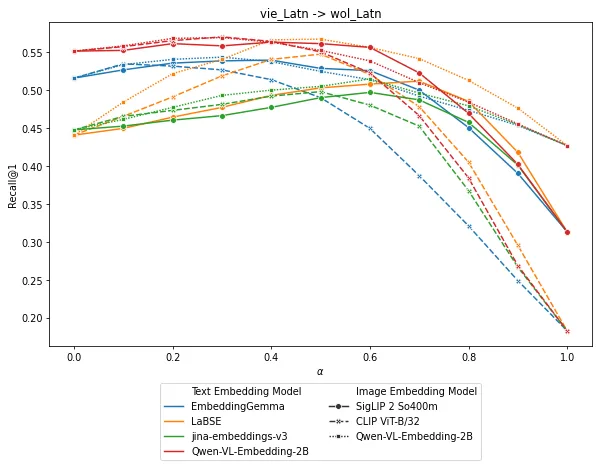 vie_Latn -> wol_Latn
Recall@1
0.55
0.50
0.45
0.40
0.35
0.30
0.25
0.20
0.0 0.2 0.4 0.6 0.8 1.0
α
Text Embedding Model Image Embedding Model
EmbeddingGemma SigLIP 2 So400m
LaBSE CLIP ViT-B/32
jina-embeddings-v3 Qwen-VL-Embedding-2B
Qwen-VL-Embedding-2B